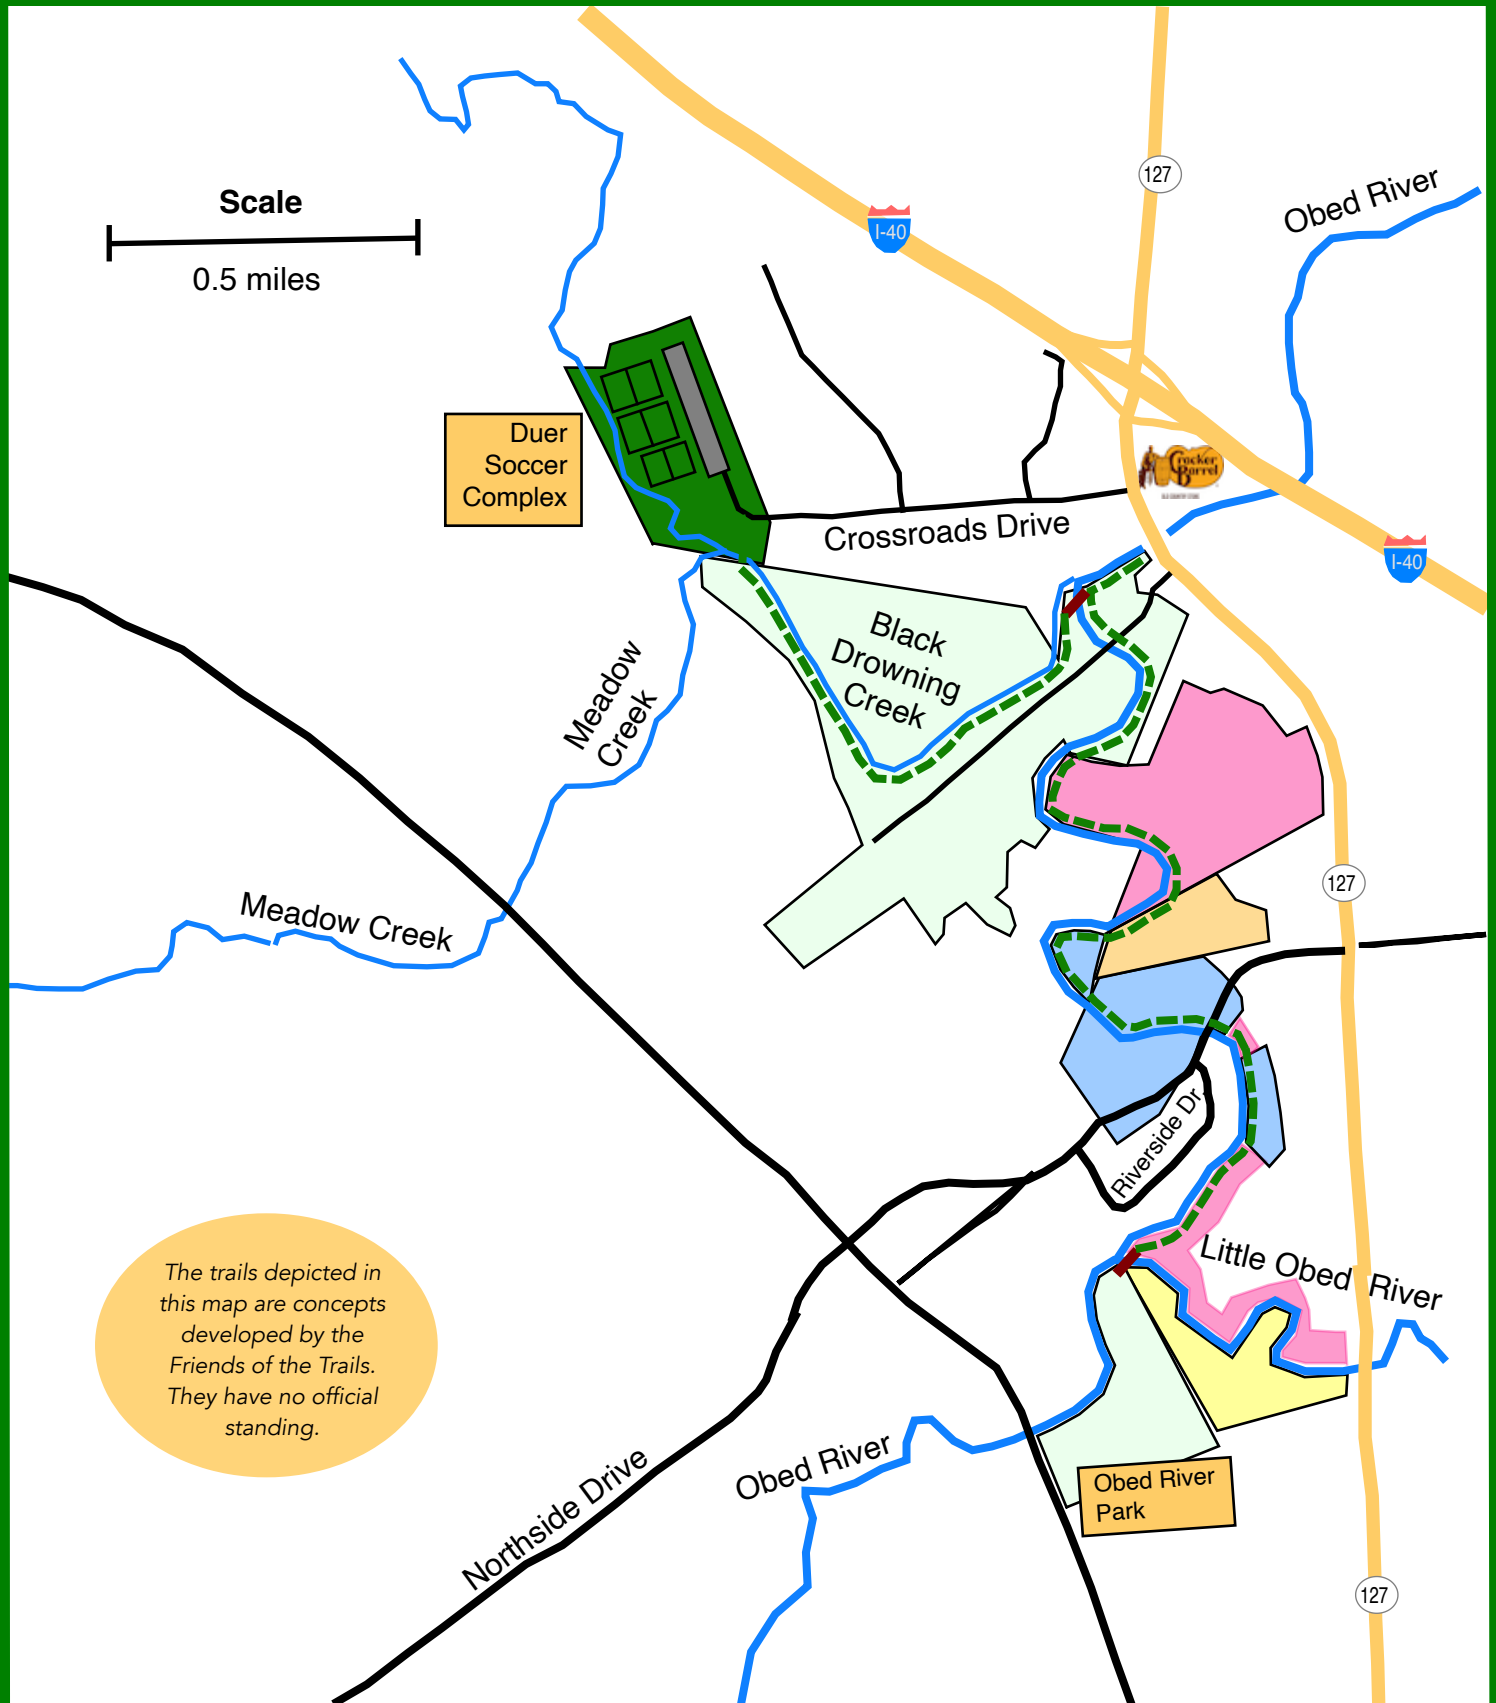 127
Obed River
Scale
I-40
0.5 miles
Duer
Soccer
Complex
Cracker
Barrel
Crossroads Drive
I-40
Black
Drowning
Creek
Meadow
Creek
127
Meadow Creek
Riverside Dr.
Little Obed River
The trails depicted in
this map are concepts
developed by the
Friends of the Trails.
They have no official
standing.
Obed River
Northside Drive
Obed River
Park
127